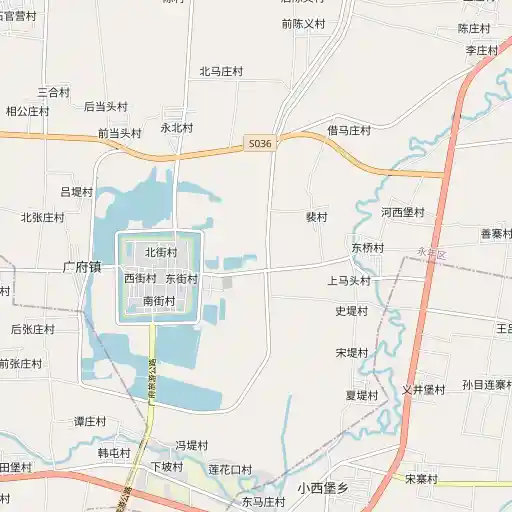 石官营村
前陈义村
陈庄村
李庄村
北马庄村
三合村
相公庄村
后当头村
永北村
借马庄村
前当头村
S036
吕堤村
北张庄村
裴村
河西堡村
善寨村
东桥村
永年区
北街村
广府镇
西街村
东街村
上马头村
南街村
史堤村
后张庄村
宋堤村
前张庄村
夏堤村
义井堡村
孙目连寨村
谭庄村
冯堤村
韩屯村
下坡村
莲花口村
田堡村
小西堡乡
宋寨村
东马庄村